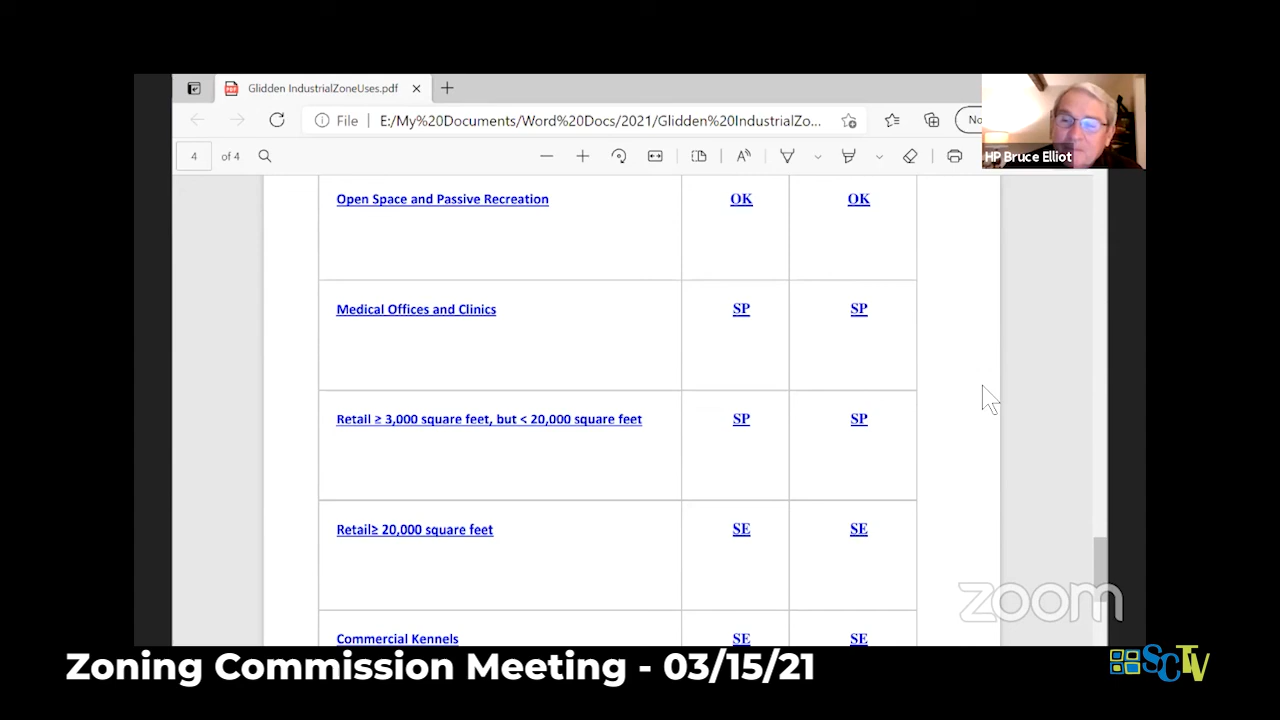 Glidden IndustrialZoneUses.pdf
File
E:/My%20Documents/Word%20Docs/2021/Glidden%20IndustrialZo...
No
4 of 4
HP Bruce Elliot
Open Space and Passive Recreation OK OK
Medical Offices and Clinics SP SP
Retail ≥ 3,000 square feet, but < 20,000 square feet SP SP
Retail≥ 20,000 square feet SE SE
Commercial Kennels SE SE
zoom
Zoning Commission Meeting - 03/15/21
SCTV